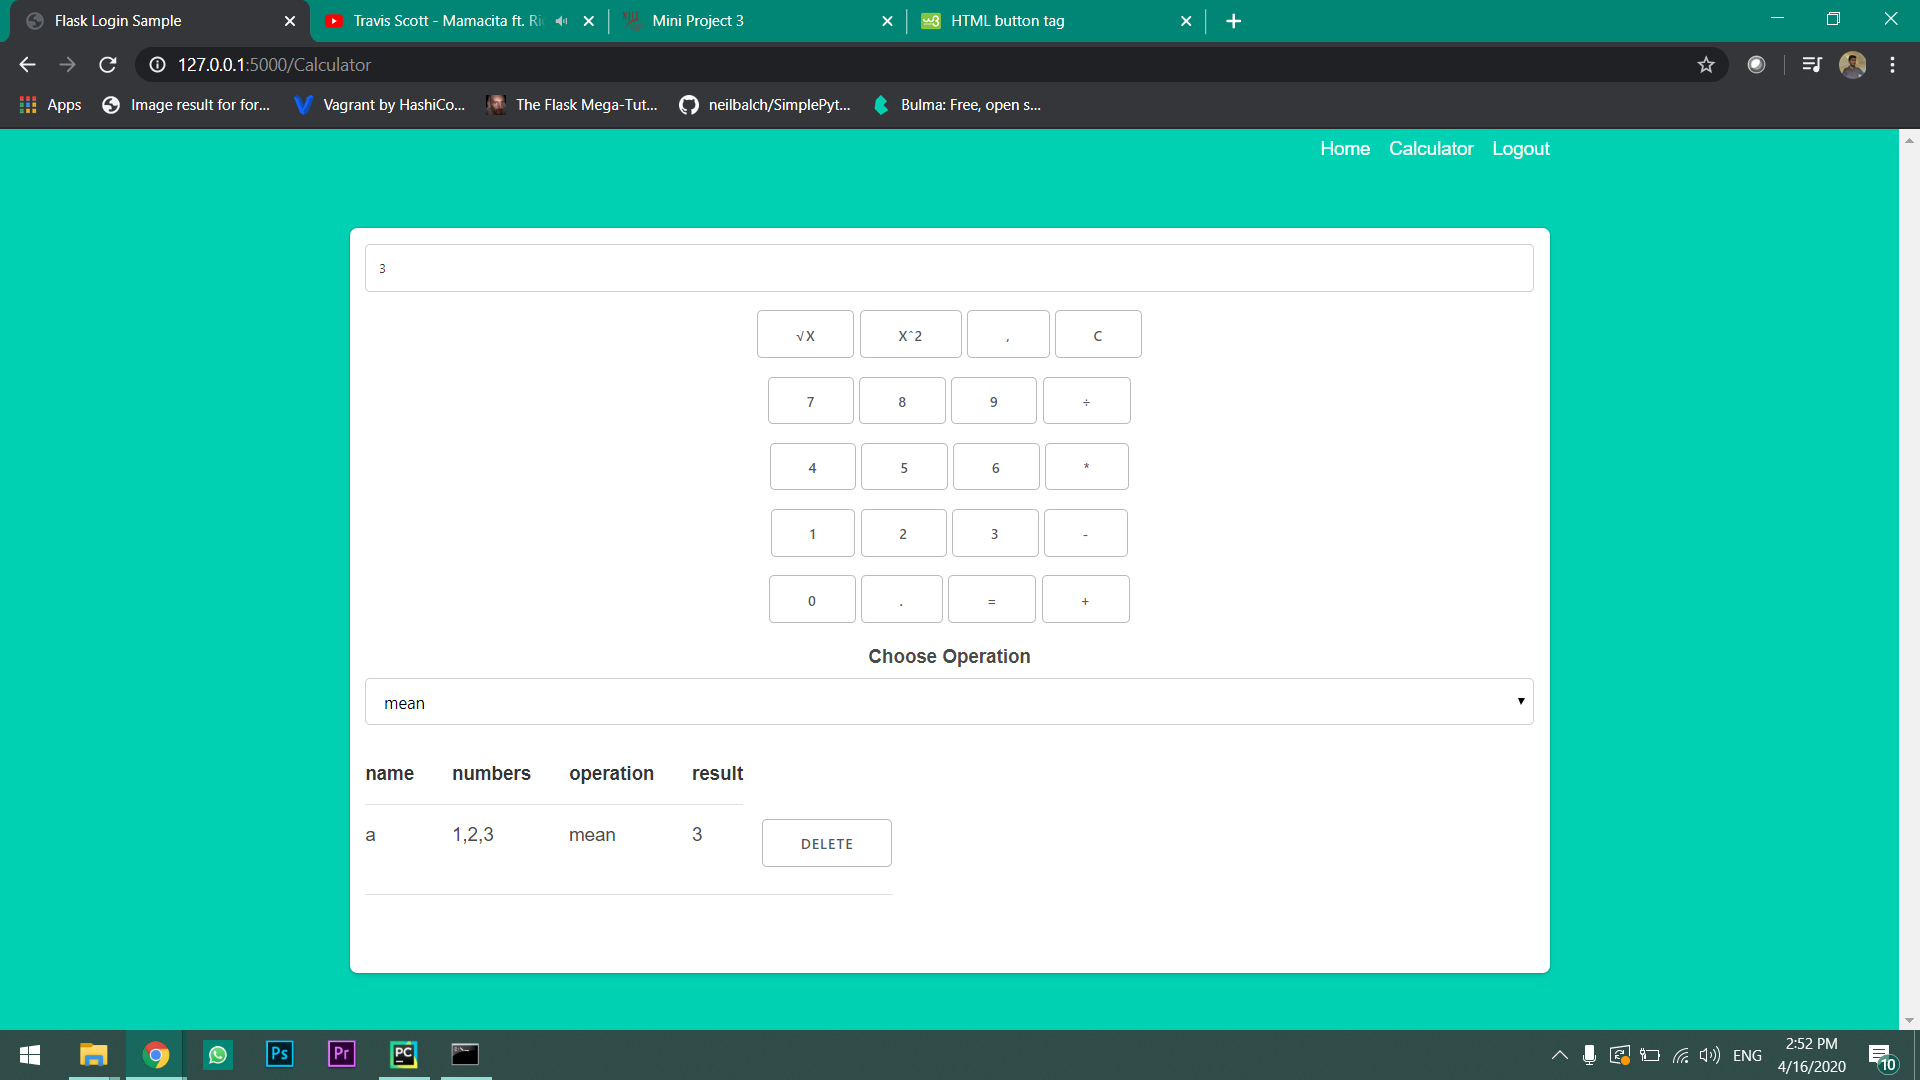 Flask Login Sample
Travis Scott - Mamacita ft. Ri
Mini Project 3
HTML button tag
127.0.0.1:5000/Calculator
Apps
Image result for for...
Vagrant by HashiCo...
The Flask Mega-Tut...
neilbalch/SimplePyt...
Bulma: Free, open s...
Home Calculator Logout
3
√X X^2 , C
7 8 9 ÷
4 5 6 *
1 2 3 -
0 . = +
Choose Operation
mean
name numbers operation result
a 1,2,3 mean 3 DELETE
Ps
Pr
PC
ENG
2:52 PM
4/16/2020
10